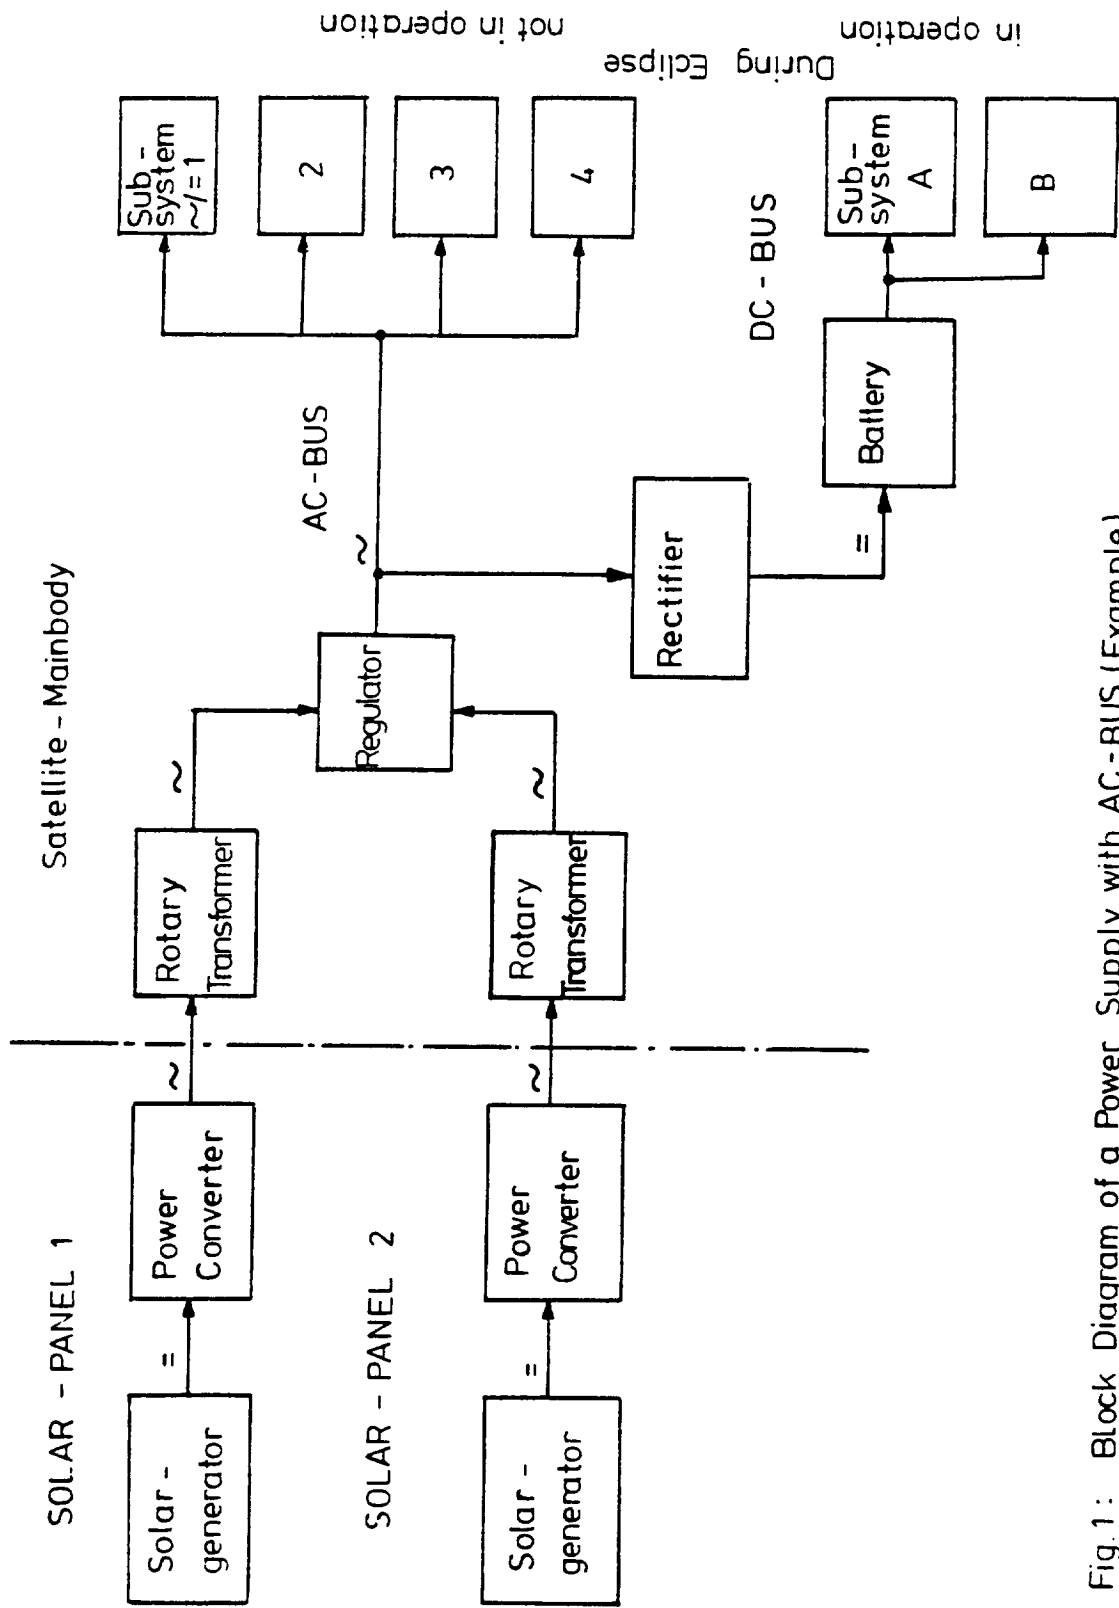 Satellite - Mainbody
SOLAR - PANEL 1
Solar -
generator
=
Power
Converter
~
Rotary
Transformer
~
SOLAR - PANEL 2
Solar -
generator
=
Power
Converter
~
Rotary
Transformer
~
Regulator
~
AC - BUS
Sub -
system
~/= 1
2
3
4
not in operation
During Eclipse
in operation
Rectifier
=
Battery
DC - BUS
Sub -
system
A
B
Fig. 1 : Block Diagram of a Power Supply with AC - BUS (Example)